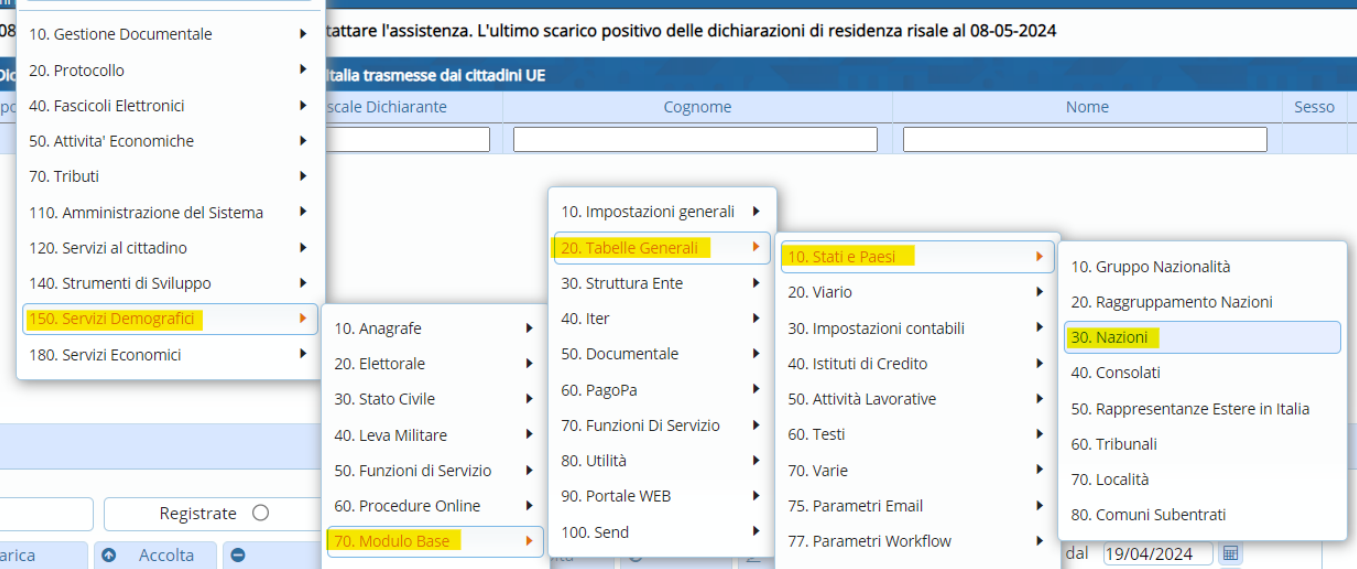 tattare l'assistenza. L'ultimo scarico positivo delle dichiarazioni di residenza risale al 08-05-2024
Italia trasmesse dai cittadini UE
scale Dichiarante
Cognome
Nome
Sesso
10. Gestione Documentale
20. Protocollo
40. Fascicoli Elettronici
50. Attivita' Economiche
70. Tributi
110. Amministrazione del Sistema
120. Servizi al cittadino
140. Strumenti di Sviluppo
150. Servizi Demografici
180. Servizi Economici
10. Anagrafe
20. Elettorale
30. Stato Civile
40. Leva Militare
50. Funzioni di Servizio
60. Procedure Online
70. Modulo Base
10. Impostazioni generali
20. Tabelle Generali
30. Struttura Ente
40. Iter
50. Documentale
60. PagoPa
70. Funzioni Di Servizio
80. Utilità
90. Portale WEB
100. Send
10. Stati e Paesi
20. Viario
30. Impostazioni contabili
40. Istituti di Credito
50. Attività Lavorative
60. Testi
70. Varie
75. Parametri Email
77. Parametri Workflow
10. Gruppo Nazionalità
20. Raggruppamento Nazioni
30. Nazioni
40. Consolati
50. Rappresentanze Estere in Italia
60. Tribunali
70. Località
80. Comuni Subentrati
Registrate
arica
Accolta
dal 19/04/2024